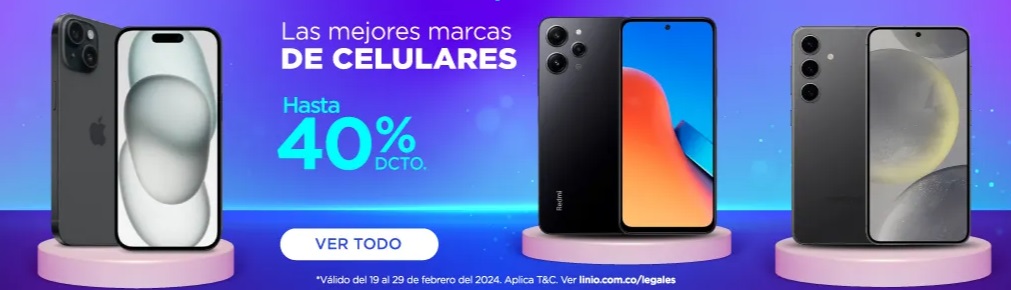 Las mejores marcas
DE CELULARES
Hasta
40%
DCTO.
VER TODO
*Válido del 19 al 29 de febrero del 2024. Aplica T&C. Ver linio.com.co/legales
Redmi